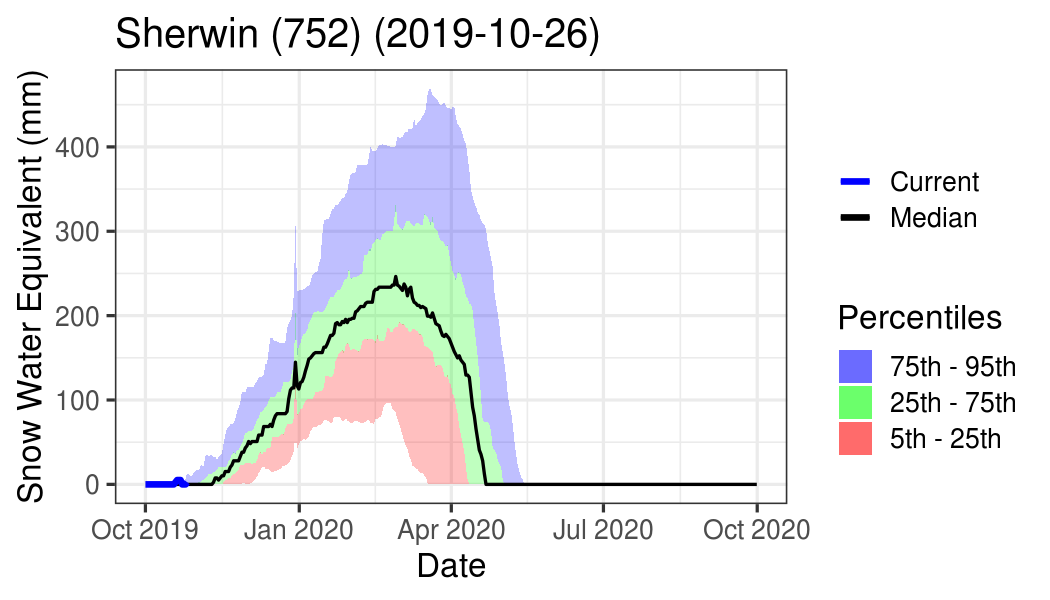 Sherwin (752) (2019-10-26)
Snow Water Equivalent (mm)
400
300
200
100
0
Oct 2019
Jan 2020
Apr 2020
Jul 2020
Oct 2020
Date
Current
Median
Percentiles
75th - 95th
25th - 75th
5th - 25th